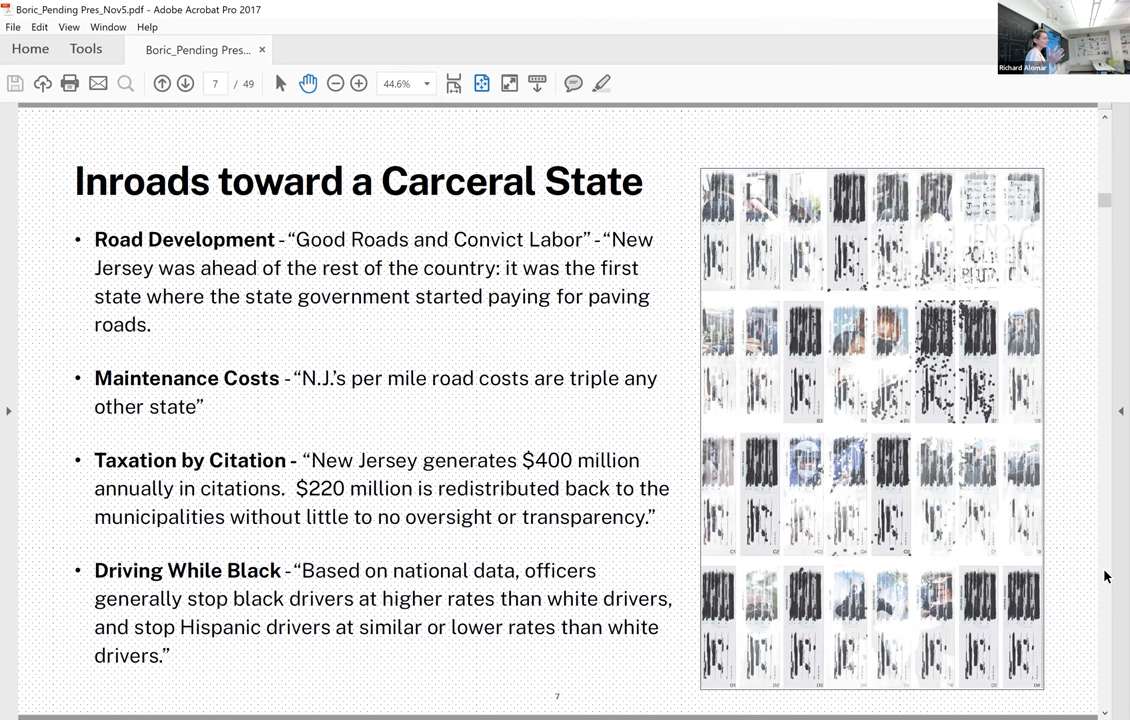 Boric_Pending Pres_Nov5.pdf - Adobe Acrobat Pro 2017
File Edit View Window Help
Home Tools Boric_Pending Pres... ×
7 / 49 44.6%
Richard Alomar
Inroads toward a Carceral State
• Road Development - “Good Roads and Convict Labor” - “New
Jersey was ahead of the rest of the country: it was the first
state where the state government started paying for paving
roads.
• Maintenance Costs - “N.J.’s per mile road costs are triple any
other state”
• Taxation by Citation - “New Jersey generates $400 million
annually in citations.  $220 million is redistributed back to the
municipalities without little to no oversight or transparency.”
• Driving While Black - “Based on national data, officers
generally stop black drivers at higher rates than white drivers,
and stop Hispanic drivers at similar or lower rates than white
drivers.”
7